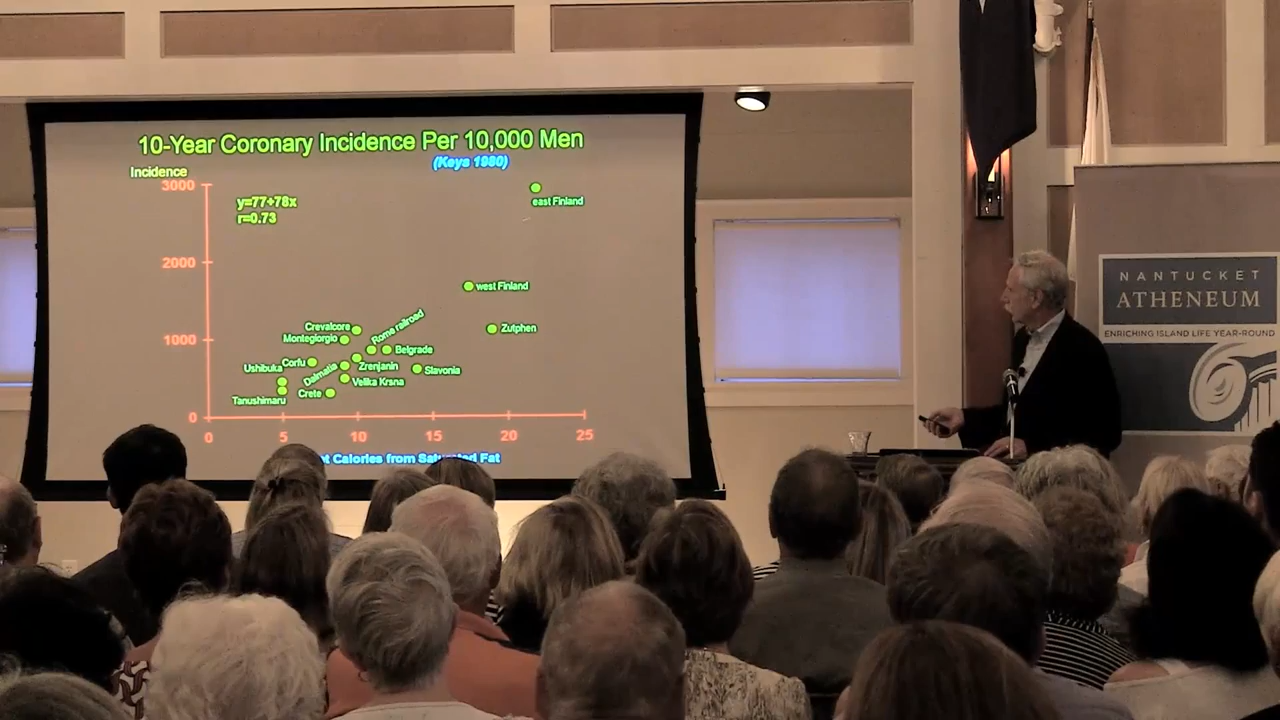 10-Year Coronary Incidence Per 10,000 Men
(Keys 1980)
Incidence
3000
y=77+78x
r=0.73
east Finland
2000
west Finland
Crevalcore
Rome railroad
Zutphen
1000
Montegiorgio
Belgrade
Ushibuka
Corfu
Dalmatia
Zrenjanin
Slavonia
Velika Krsna
Tanushimaru
Crete
0
0 5 10 15 20 25
Calories from Saturated Fat
NANTUCKET
ATHENEUM
ENRICHING ISLAND LIFE YEAR-ROUND